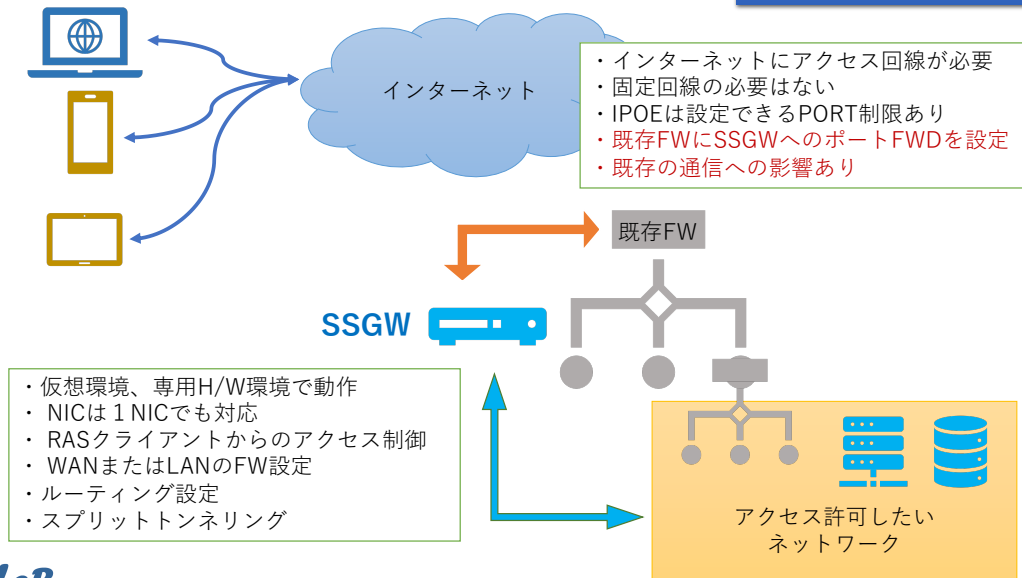 インターネット
・インターネットにアクセス回線が必要
・固定回線の必要はない
・IPOEは設定できるPORT制限あり
・既存FWにSSGWへのポートFWDを設定
・既存の通信への影響あり
既存FW
SSGW
・仮想環境、専用H/W環境で動作
・ NICは１NICでも対応
・ RASクライアントからのアクセス制御
・ WANまたはLANのFW設定
・ルーティング設定
・スプリットトンネリング
アクセス許可したい
ネットワーク